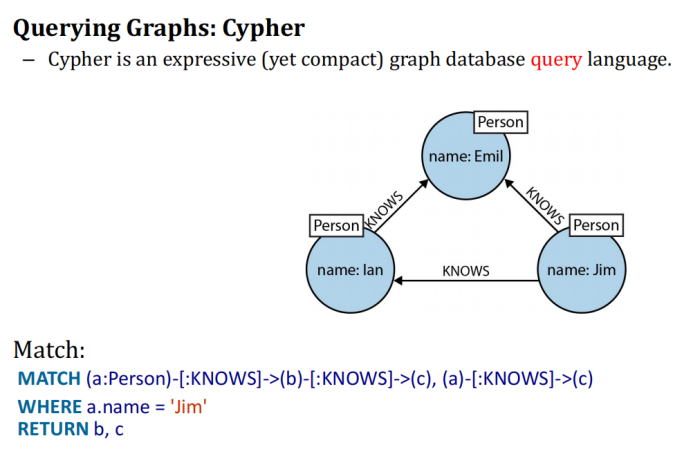 Querying Graphs: Cypher
– Cypher is an expressive (yet compact) graph database query language.
Person
name: Emil
KNOWS
KNOWS
Person
Person
name: Ian
KNOWS
name: Jim
Match:
MATCH (a:Person)-[:KNOWS]->(b)-[:KNOWS]->(c), (a)-[:KNOWS]->(c)
WHERE a.name = 'Jim'
RETURN b, c